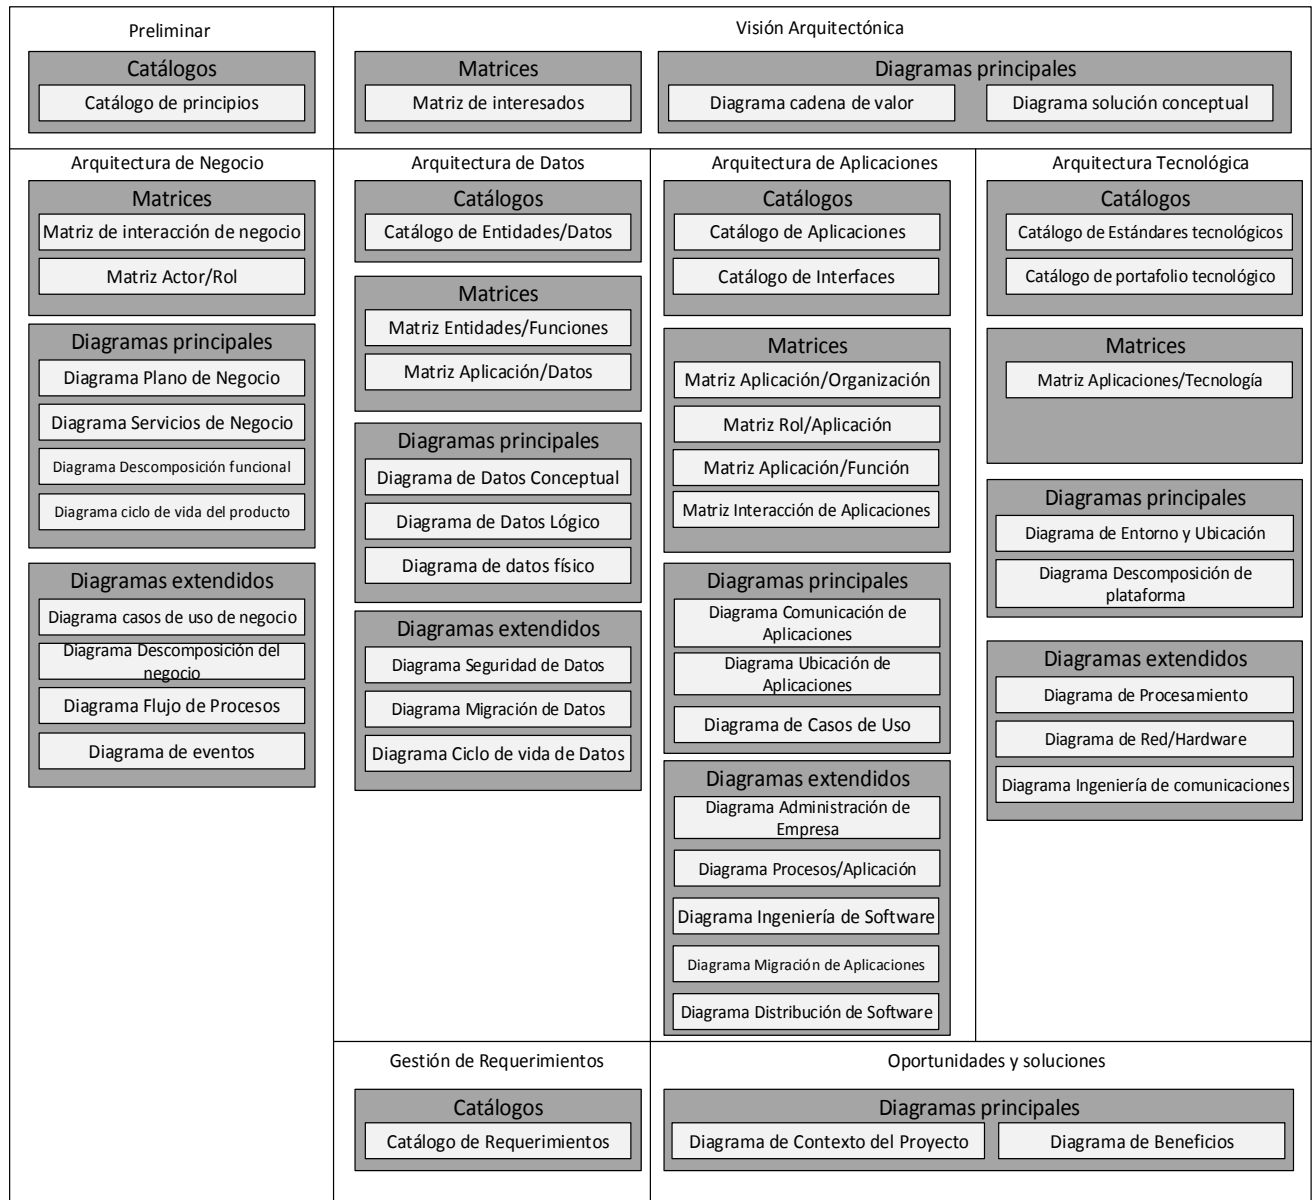 Preliminar
Catálogos
Catálogo de principios
Visión Arquitectónica
Matrices
Matriz de interesados
Diagramas principales
Diagrama cadena de valor
Diagrama solución conceptual
Arquitectura de Negocio
Matrices
Matriz de interacción de negocio
Matriz Actor/Rol
Diagramas principales
Diagrama Plano de Negocio
Diagrama Servicios de Negocio
Diagrama Descomposición funcional
Diagrama ciclo de vida del producto
Diagramas extendidos
Diagrama casos de uso de negocio
Diagrama Descomposición del
negocio
Diagrama Flujo de Procesos
Diagrama de eventos
Arquitectura de Datos
Catálogos
Catálogo de Entidades/Datos
Matrices
Matriz Entidades/Funciones
Matriz Aplicación/Datos
Diagramas principales
Diagrama de Datos Conceptual
Diagrama de Datos Lógico
Diagrama de datos físico
Diagramas extendidos
Diagrama Seguridad de Datos
Diagrama Migración de Datos
Diagrama Ciclo de vida de Datos
Arquitectura de Aplicaciones
Catálogos
Catálogo de Aplicaciones
Catálogo de Interfaces
Matrices
Matriz Aplicación/Organización
Matriz Rol/Aplicación
Matriz Aplicación/Función
Matriz Interacción de Aplicaciones
Diagramas principales
Diagrama Comunicación de
Aplicaciones
Diagrama Ubicación de
Aplicaciones
Diagrama de Casos de Uso
Diagramas extendidos
Diagrama Administración de
Empresa
Diagrama Procesos/Aplicación
Diagrama Ingeniería de Software
Diagrama Migración de Aplicaciones
Diagrama Distribución de Software
Arquitectura Tecnológica
Catálogos
Catálogo de Estándares tecnológicos
Catálogo de portafolio tecnológico
Matrices
Matriz Aplicaciones/Tecnología
Diagramas principales
Diagrama de Entorno y Ubicación
Diagrama Descomposición de
plataforma
Diagramas extendidos
Diagrama de Procesamiento
Diagrama de Red/Hardware
Diagrama Ingeniería de comunicaciones
Gestión de Requerimientos
Catálogos
Catálogo de Requerimientos
Oportunidades y soluciones
Diagramas principales
Diagrama de Contexto del Proyecto
Diagrama de Beneficios